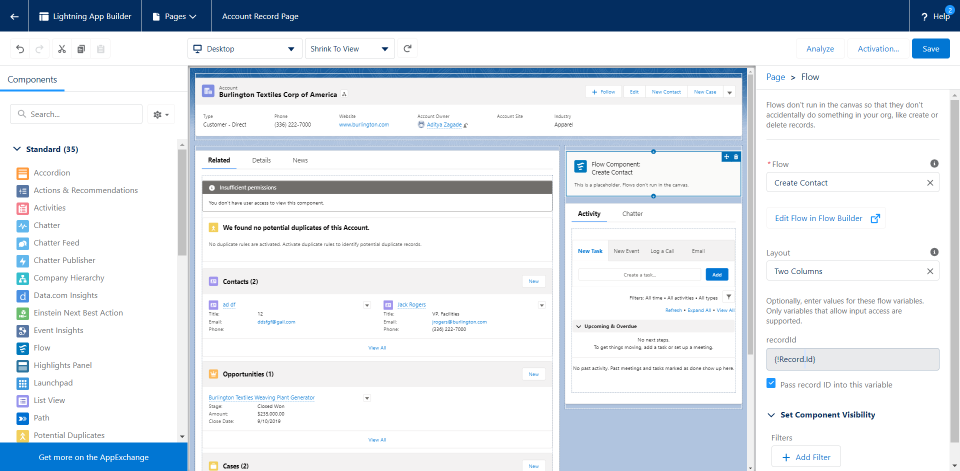 Lightning App Builder
Pages
Account Record Page
? Help
2
Desktop
Shrink To View
Analyze
Activation...
Save
Components
Search...
Standard (35)
Accordion
Actions & Recommendations
Activities
Chatter
Chatter Feed
Chatter Publisher
Company Hierarchy
Data.com Insights
Einstein Next Best Action
Event Insights
Flow
Highlights Panel
Launchpad
List View
Path
Potential Duplicates
Get more on the AppExchange
Account
Burlington Textiles Corp of America
+ Follow
Edit
New Contact
New Case
Type
Customer - Direct
Phone
(336) 222-7000
Website
www.burlington.com
Account Owner
Aditya Zagade
Account Site
Industry
Apparel
Related
Details
News
Insufficient permissions
You don't have user access to view this component.
We found no potential duplicates of this Account.
No duplicate rules are activated. Activate duplicate rules to identify potential duplicate records.
Contacts (2)
New
ad df
Title: 12
Email: ddsfgf@gail.com
Phone:
Jack Rogers
Title: VP, Facilities
Email: jrogers@burlington.com
Phone: (336) 222-7000
View All
Opportunities (1)
New
Burlington Textiles Weaving Plant Generator
Stage: Closed Won
Amount: $235,000.00
Close Date: 9/10/2019
View All
Cases (2)
New
Flow Component:
Create Contact
This is a placeholder. Flows don't run in the canvas.
Activity
Chatter
New Task
New Event
Log a Call
Email
Create a task...
Add
Filters: All time • All activities • All types
Refresh • Expand All • View All
Upcoming & Overdue
No next steps.
To get things moving, add a task or set up a meeting.
No past activity. Past meetings and tasks marked as done show up here.
Page > Flow
Flows don't run in the canvas so that they don't
accidentally do something in your org, like create or
delete records.
* Flow
Create Contact
Edit Flow in Flow Builder
Layout
Two Columns
Optionally, enter values for these flow variables.
Only variables that allow input access are
supported.
recordId
{!Record.Id}
Pass record ID into this variable
Set Component Visibility
Filters
+ Add Filter